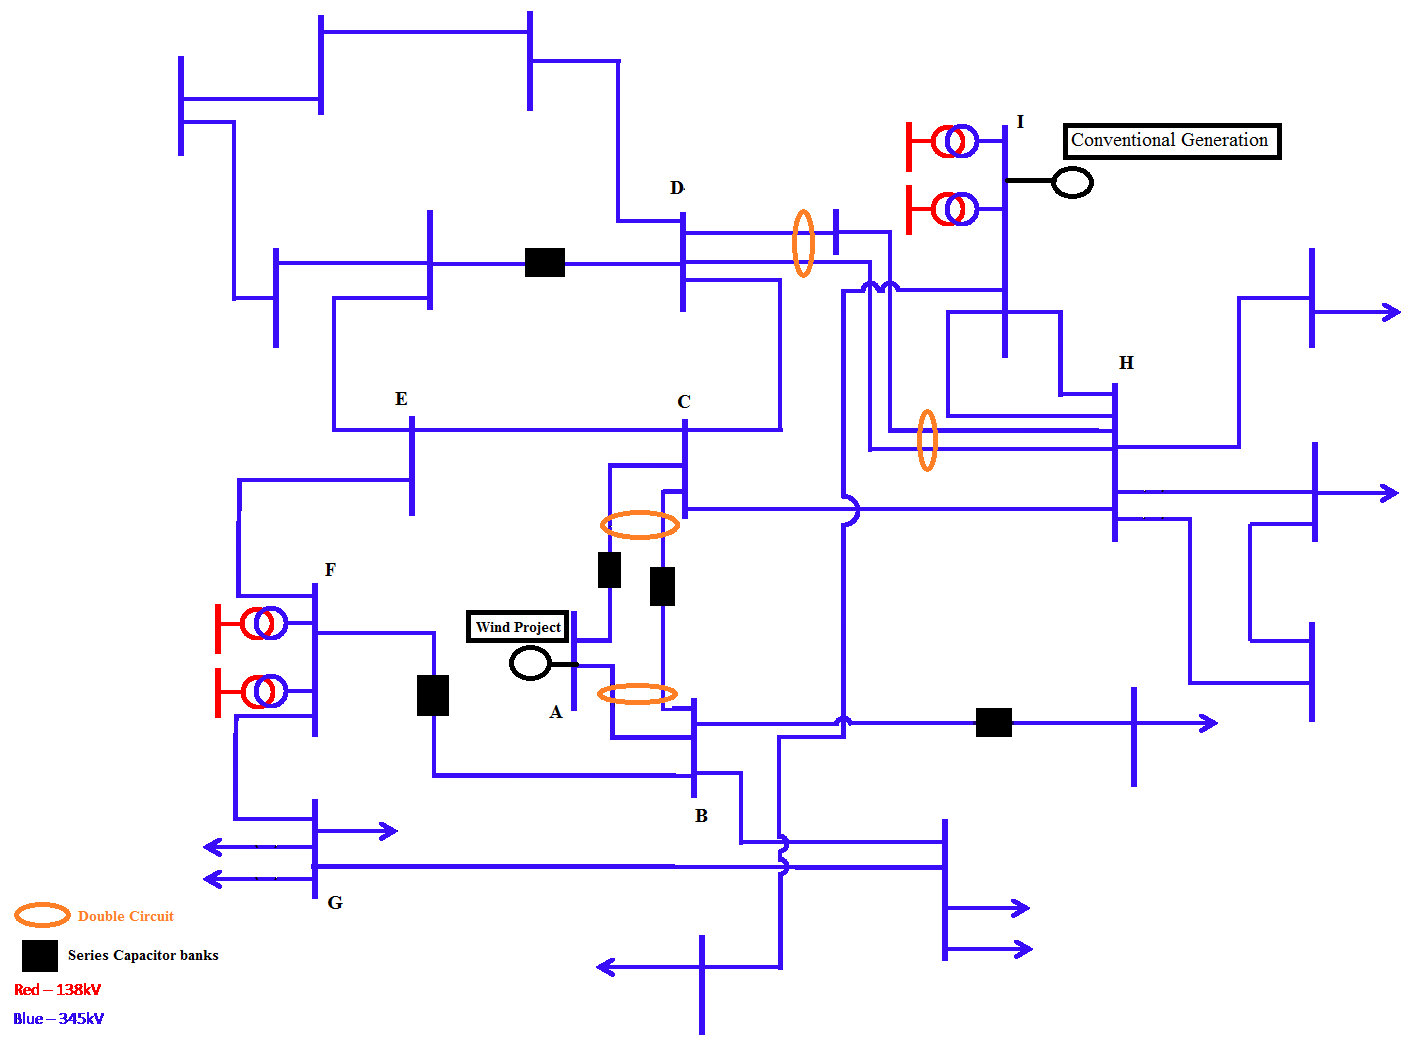 I
Conventional Generation
D
H
E
C
F
Wind Project
A
B
G
Double Circuit
Series Capacitor banks
Red – 138kV
Blue – 345kV